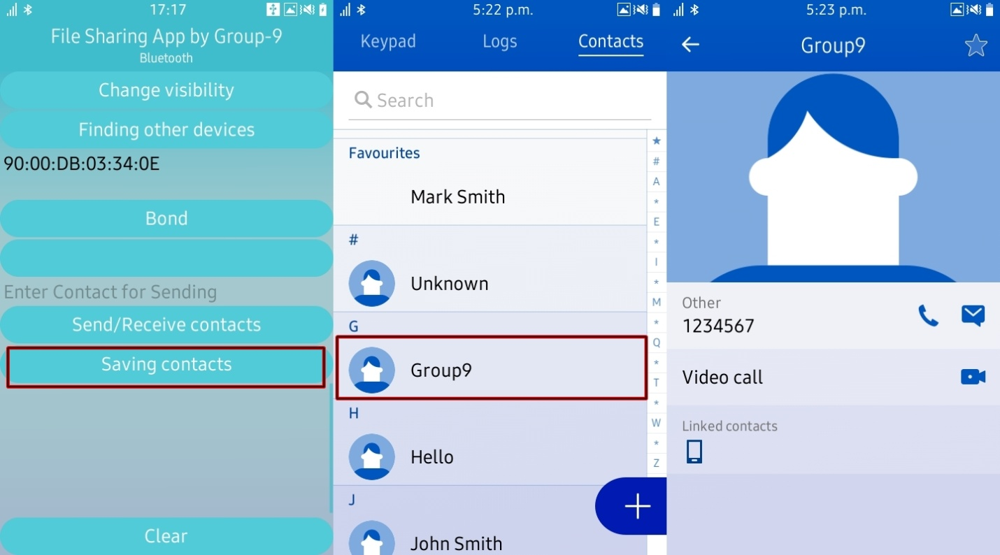 17:17
File Sharing App by Group-9
Bluetooth
Change visibility
Finding other devices
90:00:DB:03:34:0E
Bond
Enter Contact for Sending
Send/Receive contacts
Saving contacts
Clear
5:22 p.m.
Keypad Logs Contacts
Search
Favourites
Mark Smith
#
Unknown
G
Group9
H
Hello
J
John Smith
★
#
A
*
E
*
I
*
M
*
Q
*
T
*
W
*
Z
5:23 p.m.
Group9
Other
1234567
Video call
Linked contacts